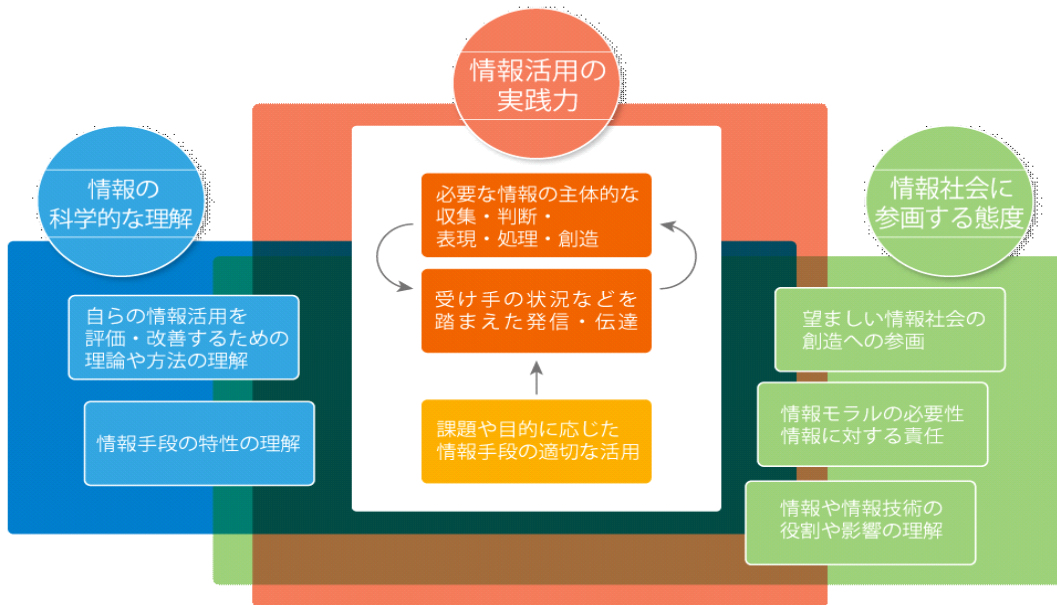 情報活用の
実践力
情報の
科学的な理解
情報社会に
参画する態度
必要な情報の主体的な
収集・判断・
表現・処理・創造
受け手の状況などを
踏まえた発信・伝達
課題や目的に応じた
情報手段の適切な活用
自らの情報活用を
評価・改善するための
理論や方法の理解
情報手段の特性の理解
望ましい情報社会の
創造への参画
情報モラルの必要性
情報に対する責任
情報や情報技術の
役割や影響の理解